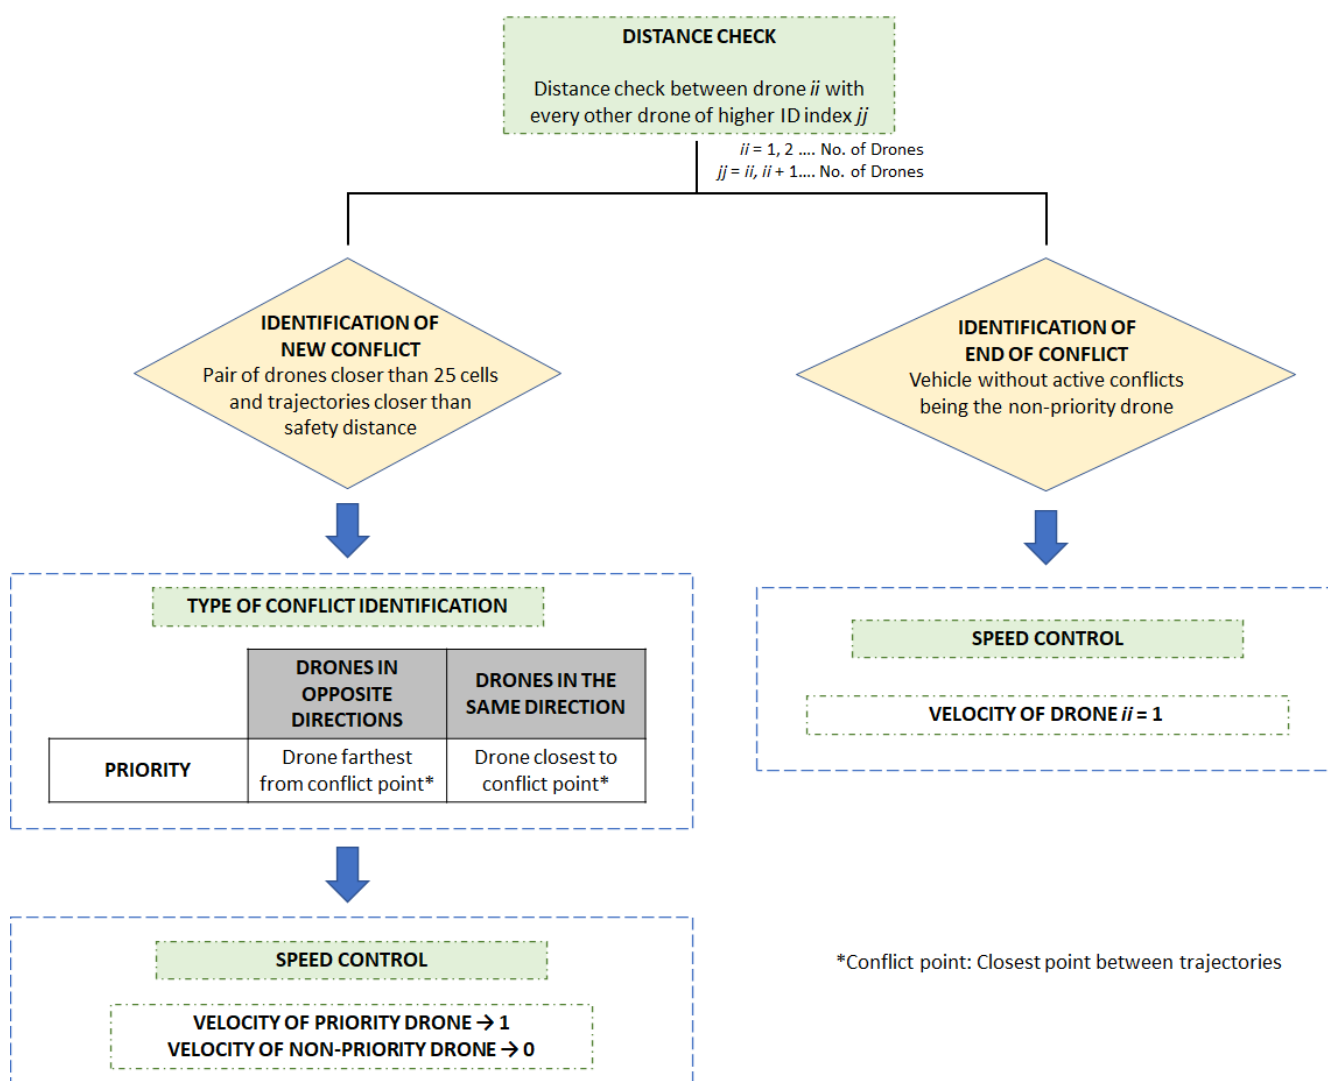 DISTANCE CHECK
Distance check between drone ii with
every other drone of higher ID index jj
ii = 1, 2 .... No. of Drones
jj = ii, ii + 1.... No. of Drones
IDENTIFICATION OF
NEW CONFLICT
Pair of drones closer than 25 cells
and trajectories closer than
safety distance
IDENTIFICATION OF
END OF CONFLICT
Vehicle without active conflicts
being the non-priority drone
TYPE OF CONFLICT IDENTIFICATION
DRONES IN
OPPOSITE
DIRECTIONS
DRONES IN THE
SAME DIRECTION
PRIORITY
Drone farthest
from conflict point*
Drone closest to
conflict point*
SPEED CONTROL
VELOCITY OF DRONE ii = 1
SPEED CONTROL
VELOCITY OF PRIORITY DRONE → 1
VELOCITY OF NON-PRIORITY DRONE → 0
*Conflict point: Closest point between trajectories